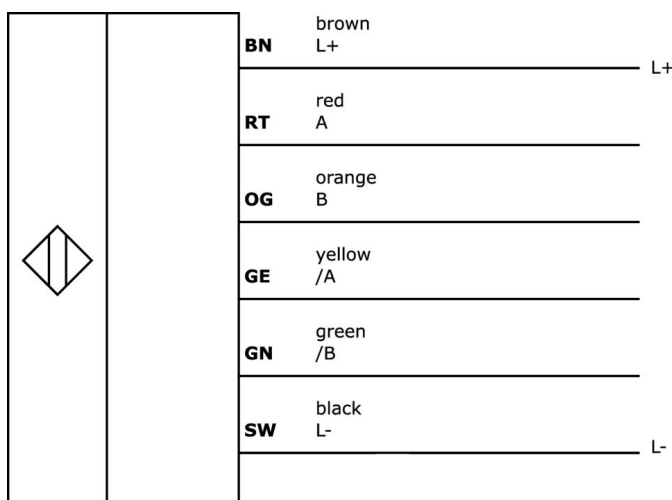 brown
BN L+
L+
red
RT A
orange
OG B
yellow
GE /A
green
GN /B
black
SW L-
L-